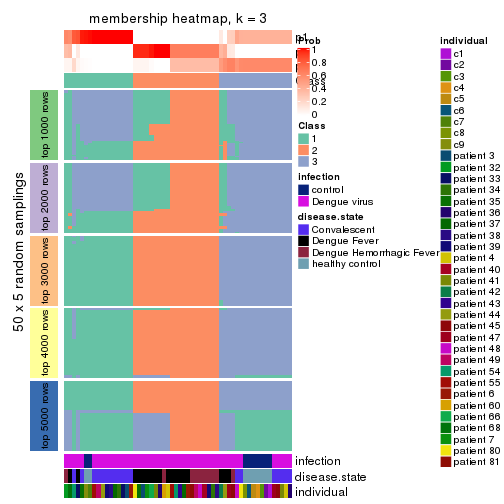 membership heatmap, k = 3
p1
Prob
1
0.8
0.6
0.4
0.2
0
Class
1
2
3
infection
control
Dengue virus
disease.state
Convalescent
Dengue Fever
Dengue Hemorrhagic Fever
healthy control
individual
c1
c2
c3
c4
c5
c6
c7
c8
c9
patient 3
patient 32
patient 33
patient 34
patient 35
patient 36
patient 37
patient 38
patient 39
patient 4
patient 40
patient 41
patient 42
patient 43
patient 44
patient 45
patient 47
patient 48
patient 49
patient 54
patient 55
patient 6
patient 60
patient 66
patient 68
patient 7
patient 80
patient 81
50 x 5 random samplings
top 1000 rows
top 2000 rows
top 3000 rows
top 4000 rows
top 5000 rows
infection
disease.state
individual